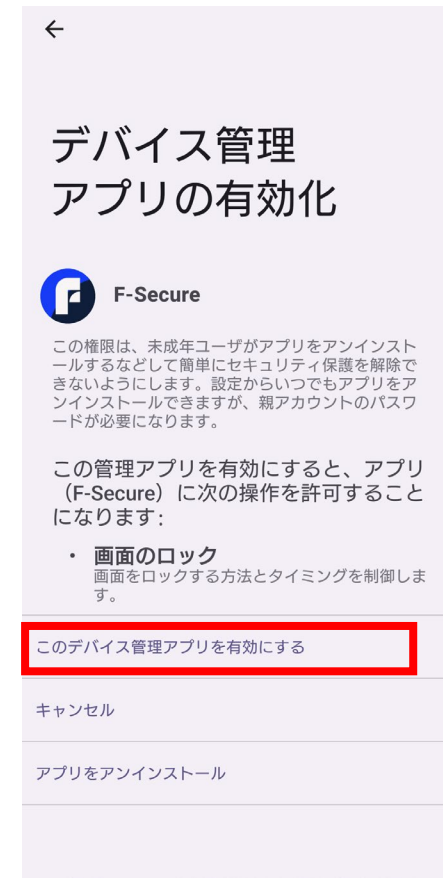 デバイス管理
アプリの有効化
F-Secure
この権限は、未成年ユーザがアプリをアンインスト
ールするなどして簡単にセキュリティ保護を解除で
きないようにします。設定からいつでもアプリをア
ンインストールできますが、親アカウントのパスワ
ードが必要になります。
この管理アプリを有効にすると、アプリ
（F-Secure）に次の操作を許可すること
になります:
• 画面のロック
画面をロックする方法とタイミングを制御しま
す。
このデバイス管理アプリを有効にする
キャンセル
アプリをアンインストール